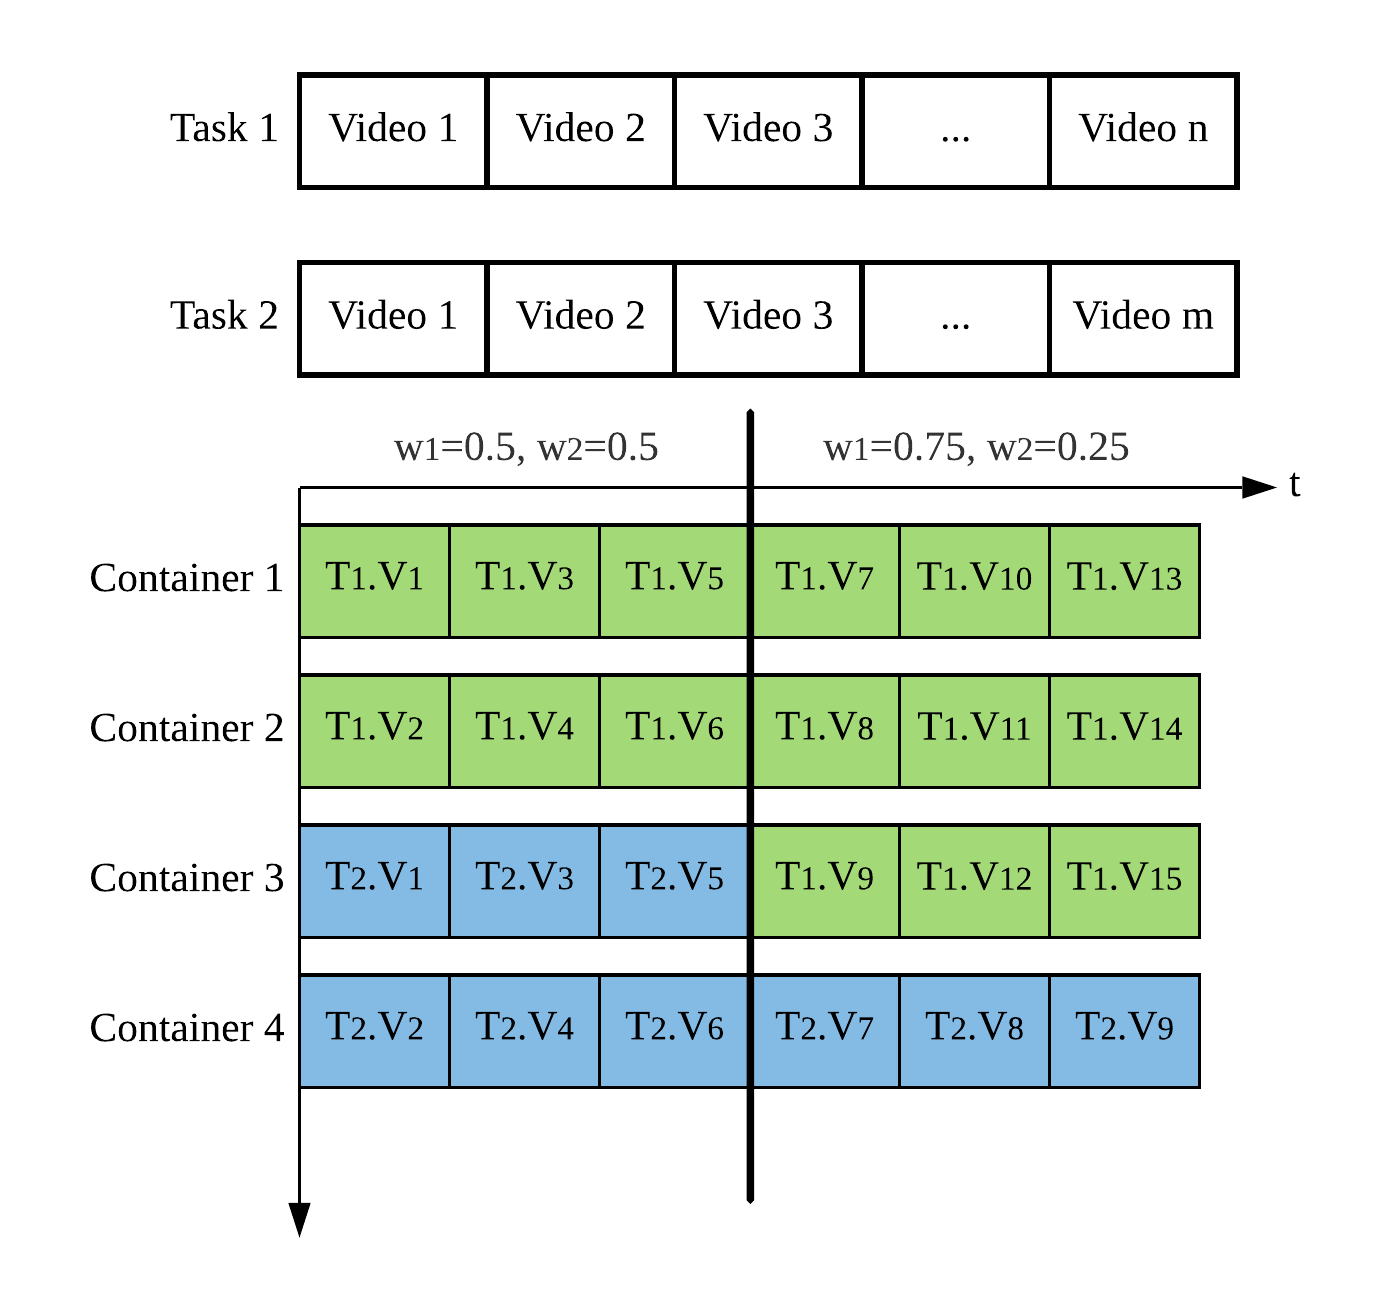 Task 1 Video 1 Video 2 Video 3 ... Video n
Task 2 Video 1 Video 2 Video 3 ... Video m
w1=0.5, w2=0.5 w1=0.75, w2=0.25
t
Container 1 T1.V1 T1.V3 T1.V5 T1.V7 T1.V10 T1.V13
Container 2 T1.V2 T1.V4 T1.V6 T1.V8 T1.V11 T1.V14
Container 3 T2.V1 T2.V3 T2.V5 T1.V9 T1.V12 T1.V15
Container 4 T2.V2 T2.V4 T2.V6 T2.V7 T2.V8 T2.V9